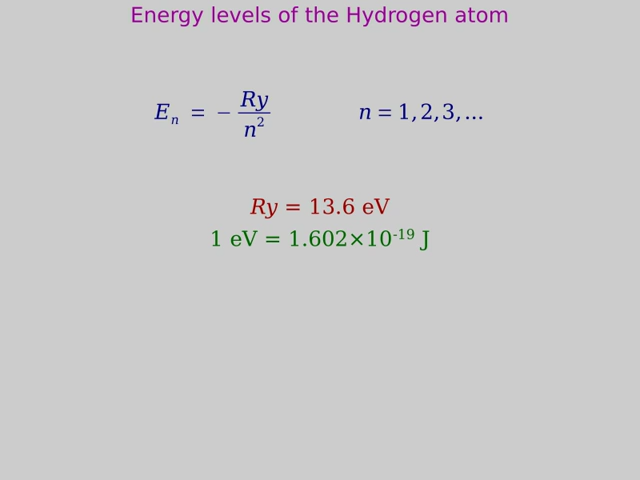 Energy levels of the Hydrogen atom
Eₙ = − Ry/n² n = 1, 2, 3, …
Ry = 13.6 eV
1 eV = 1.602×10⁻¹⁹ J